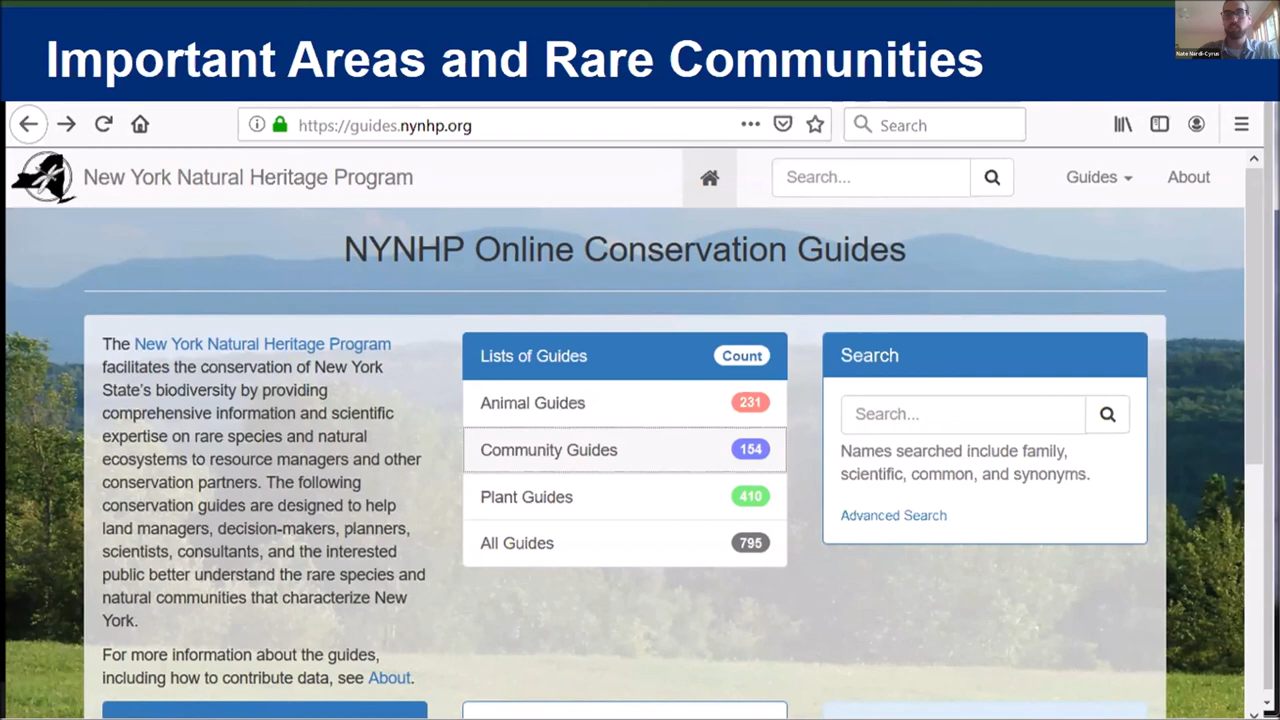 Important Areas and Rare Communities
Nate Nardi-Cyrus
https://guides.nynhp.org
Search
New York Natural Heritage Program
Search...
Guides
About
NYNHP Online Conservation Guides
The New York Natural Heritage Program
facilitates the conservation of New York
State's biodiversity by providing
comprehensive information and scientific
expertise on rare species and natural
ecosystems to resource managers and other
conservation partners. The following
conservation guides are designed to help
land managers, decision-makers, planners,
scientists, consultants, and the interested
public better understand the rare species and
natural communities that characterize New
York.
For more information about the guides,
including how to contribute data, see About.
Lists of Guides Count
Animal Guides 231
Community Guides 154
Plant Guides 410
All Guides 795
Search
Search...
Names searched include family,
scientific, common, and synonyms.
Advanced Search